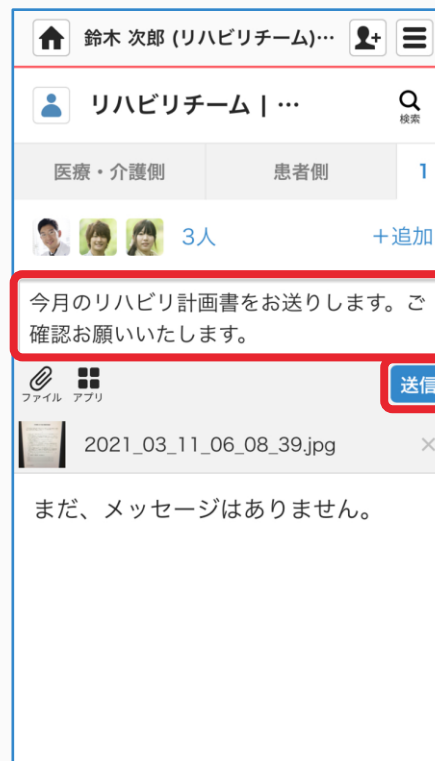 鈴木 次郎 (リハビリチーム)…
リハビリチーム | …
検索
医療・介護側 患者側 1
3人 +追加
今月のリハビリ計画書をお送りします。ご
確認お願いいたします。
ファイル アプリ 送信
2021_03_11_06_08_39.jpg ×
まだ、メッセージはありません。